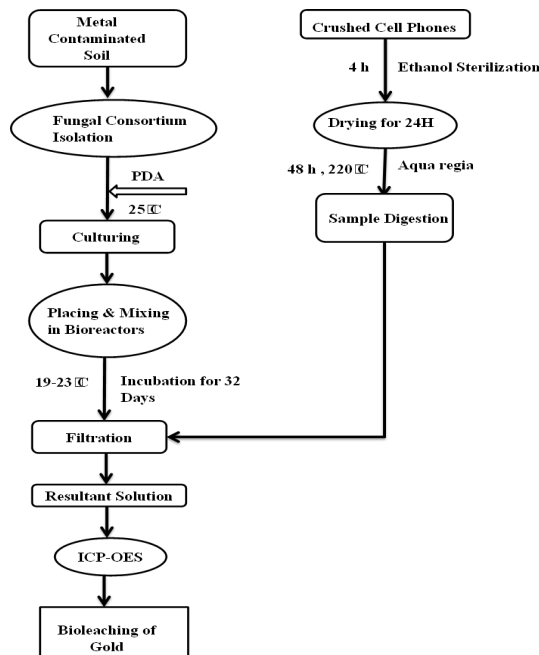 Metal
Contaminated
Soil
Fungal Consortium
Isolation
PDA
25 °C
Culturing
Placing & Mixing
in Bioreactors
19-23 °C
Incubation for 32
Days
Filtration
Resultant Solution
ICP-OES
Bioleaching of
Gold
Crushed Cell Phones
4 h Ethanol Sterilization
Drying for 24H
48 h , 220 °C Aqua regia
Sample Digestion